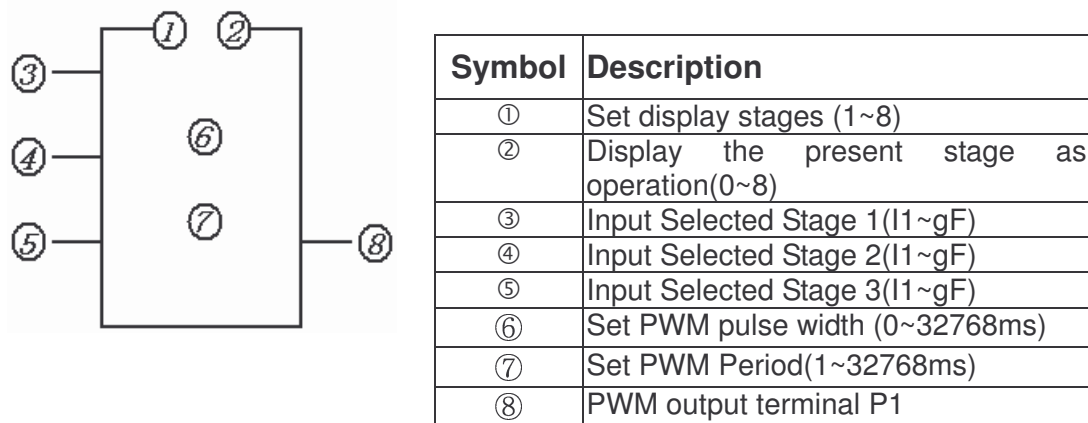 ① ②
③
④
⑤
⑥
⑦
⑧
Symbol Description
① Set display stages (1~8)
② Display the present stage as
operation(0~8)
③ Input Selected Stage 1(I1~gF)
④ Input Selected Stage 2(I1~gF)
⑤ Input Selected Stage 3(I1~gF)
⑥ Set PWM pulse width (0~32768ms)
⑦ Set PWM Period(1~32768ms)
⑧ PWM output terminal P1